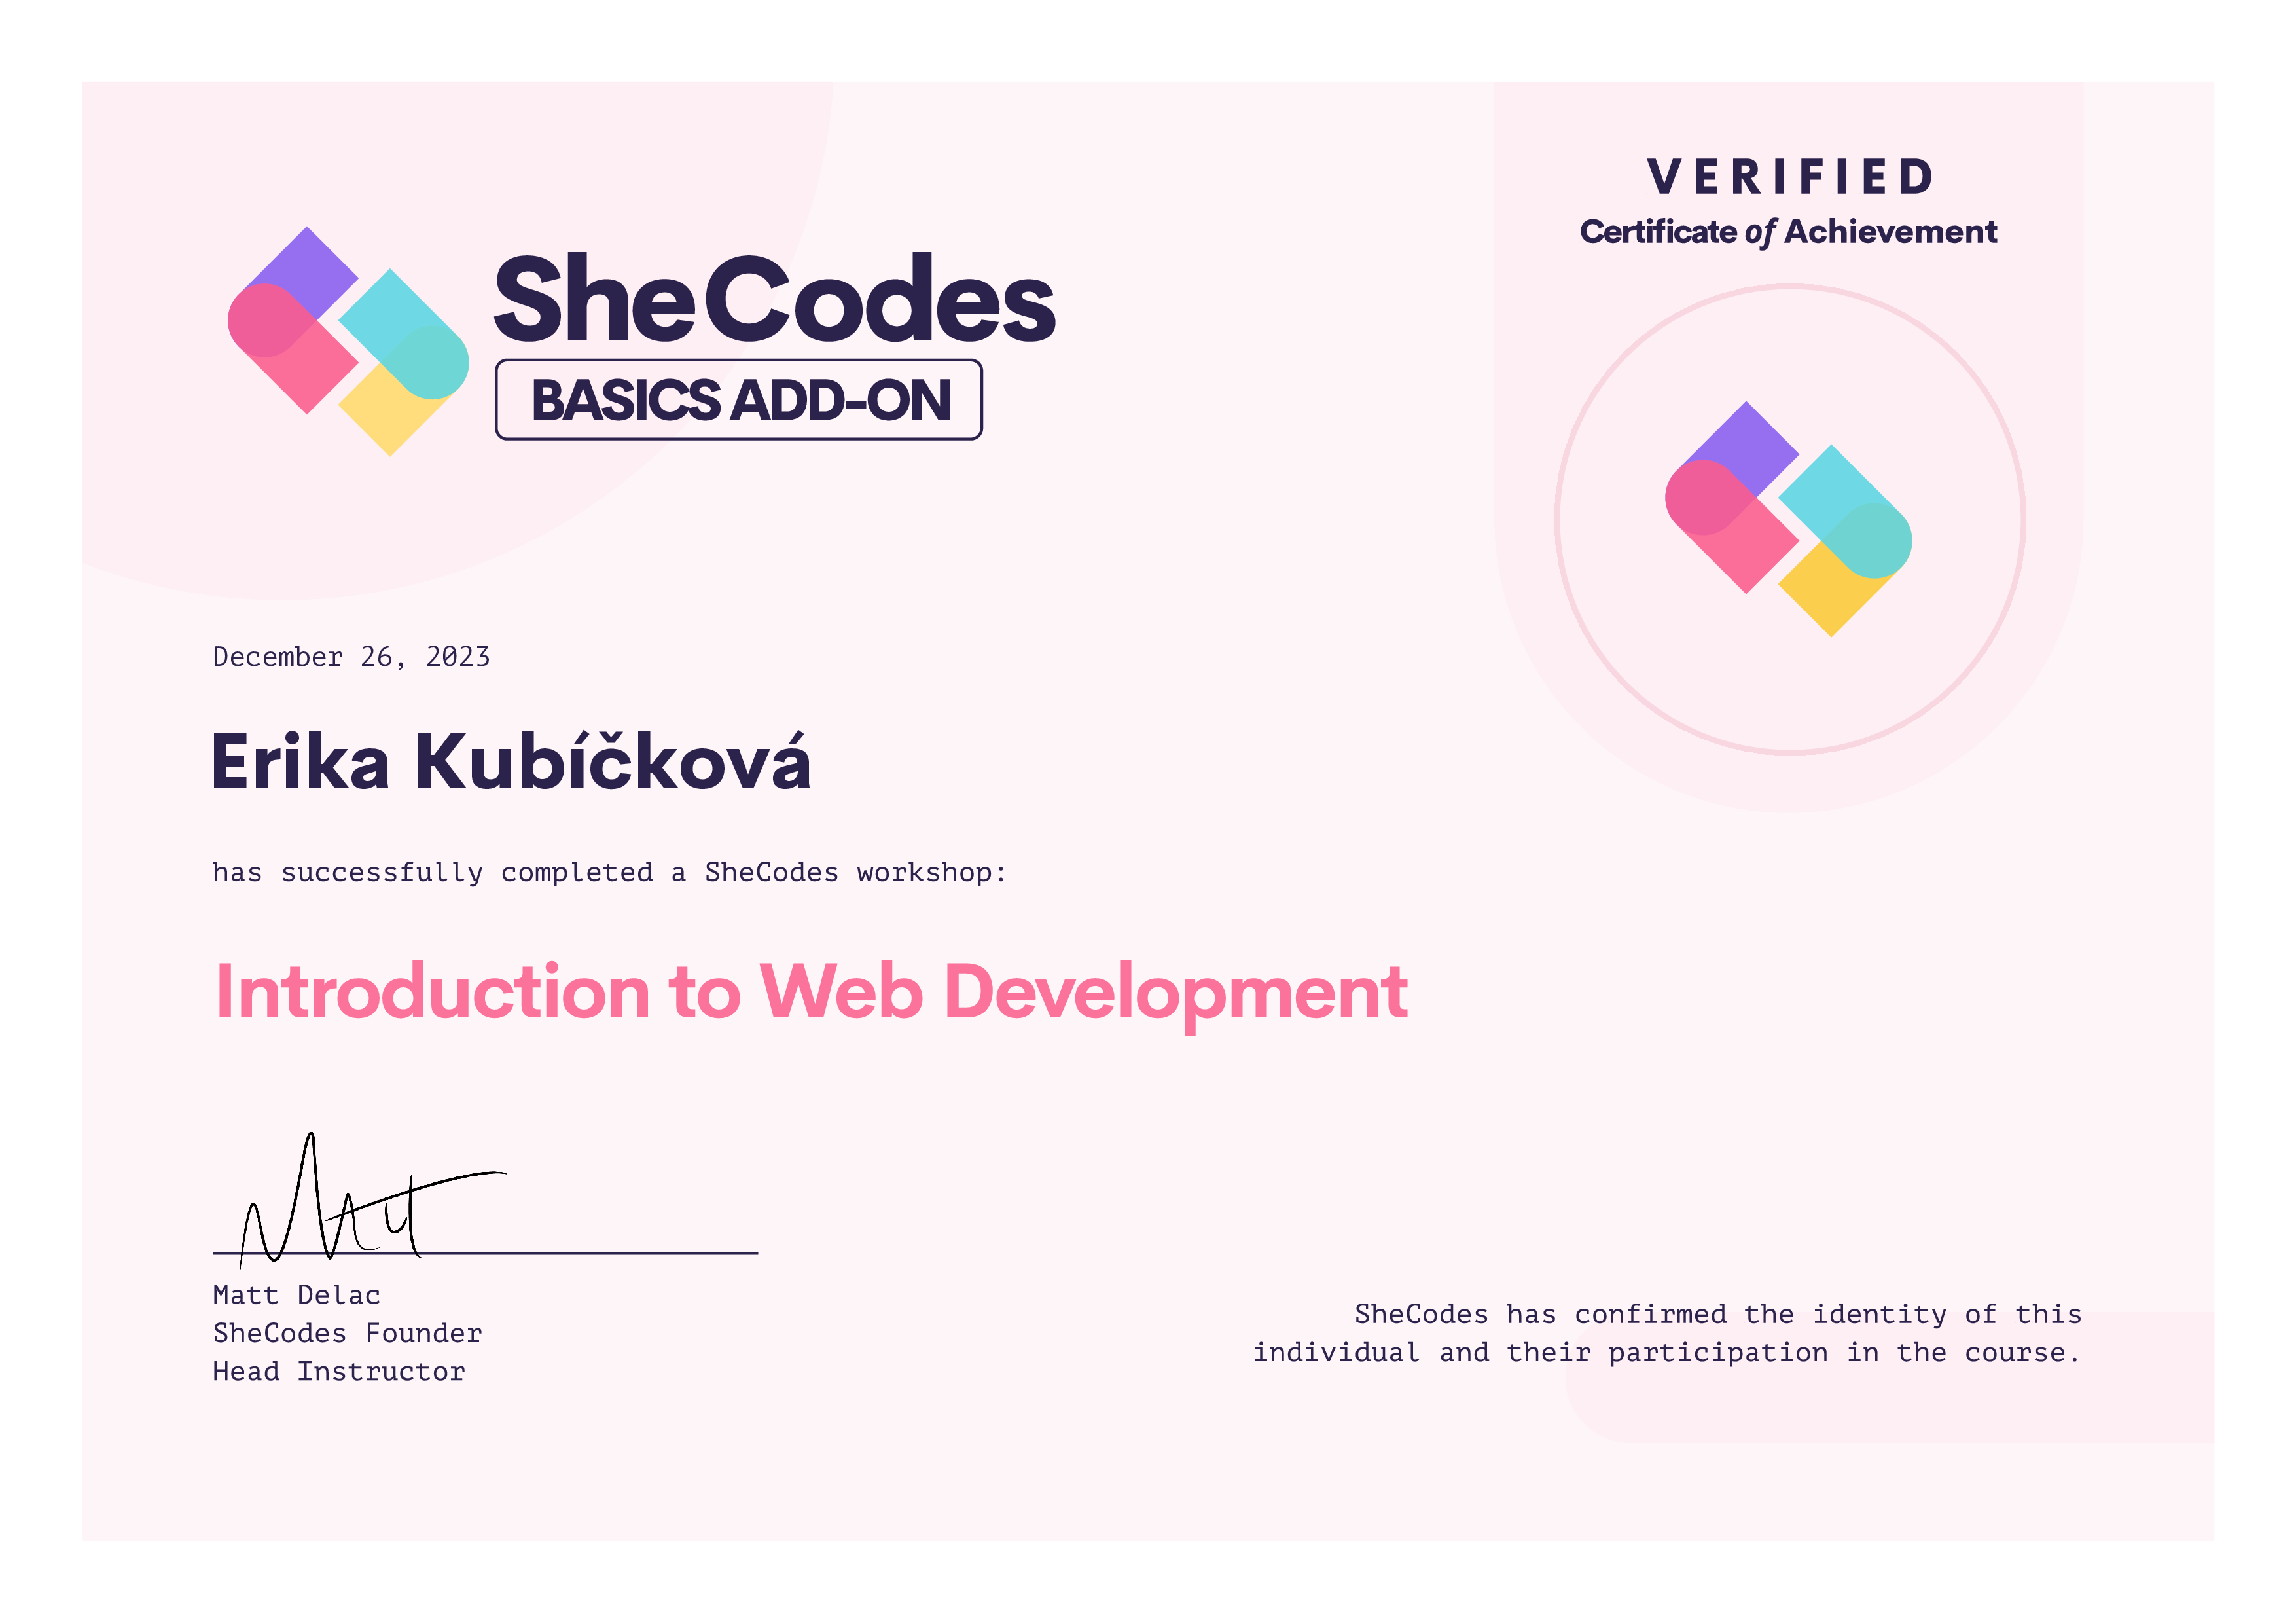 SheCodes
BASICS ADD-ON
VERIFIED
Certificate of Achievement
December 26, 2023
Erika Kubíčková
has successfully completed a SheCodes workshop:
Introduction to Web Development
Matt
Matt Delac
SheCodes Founder
Head Instructor
SheCodes has confirmed the identity of this
individual and their participation in the course.